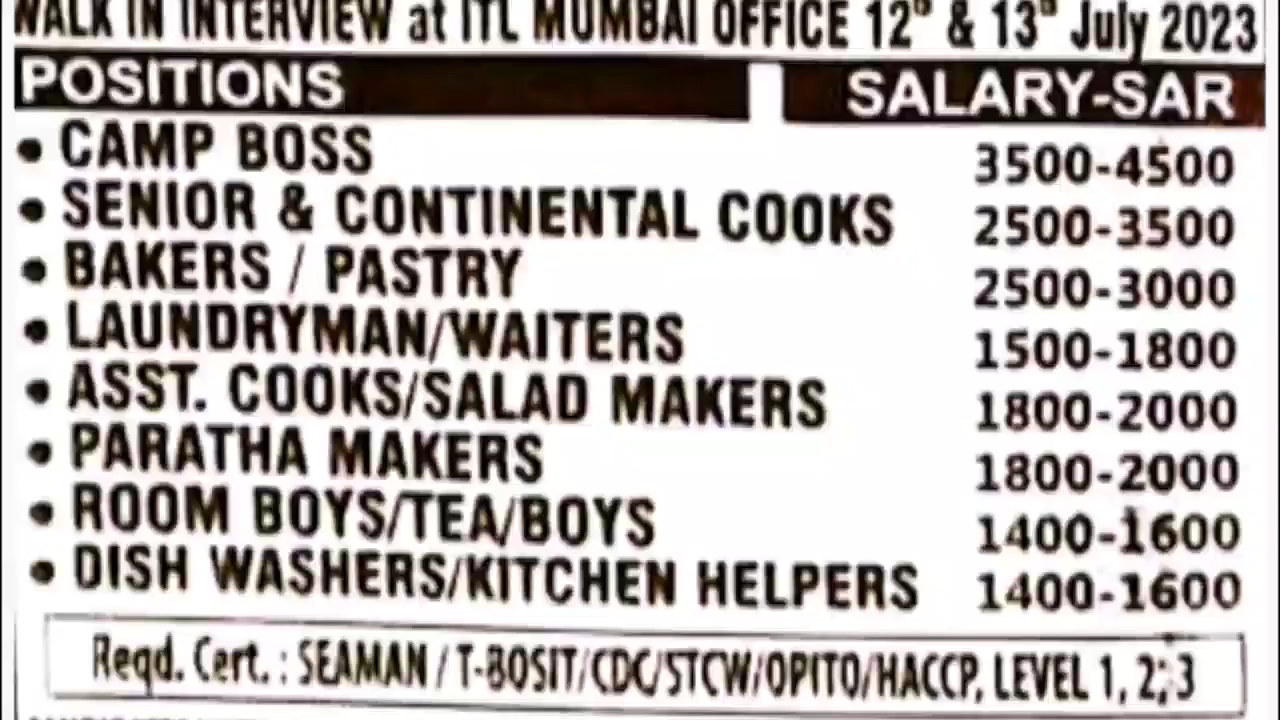 WALK IN INTERVIEW at ITL MUMBAI OFFICE 12ᵗʰ & 13ᵗʰ July 2023
POSITIONS SALARY-SAR
• CAMP BOSS 3500-4500
• SENIOR & CONTINENTAL COOKS 2500-3500
• BAKERS / PASTRY 2500-3000
• LAUNDRYMAN/WAITERS 1500-1800
• ASST. COOKS/SALAD MAKERS 1800-2000
• PARATHA MAKERS 1800-2000
• ROOM BOYS/TEA/BOYS 1400-1600
• DISH WASHERS/KITCHEN HELPERS 1400-1600
Reqd. Cert. : SEAMAN / T-BOSIT/CDC/STCW/OPITO/HACCP, LEVEL 1, 2, 3